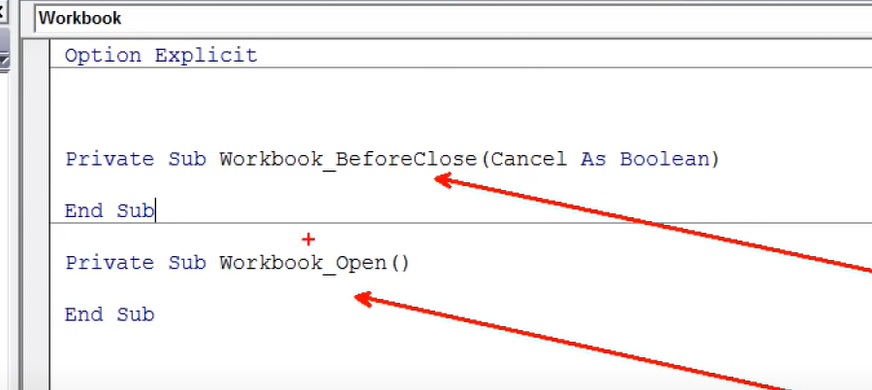 Workbook
Option Explicit
Private Sub Workbook_BeforeClose(Cancel As Boolean)
End Sub
Private Sub Workbook_Open()
End Sub